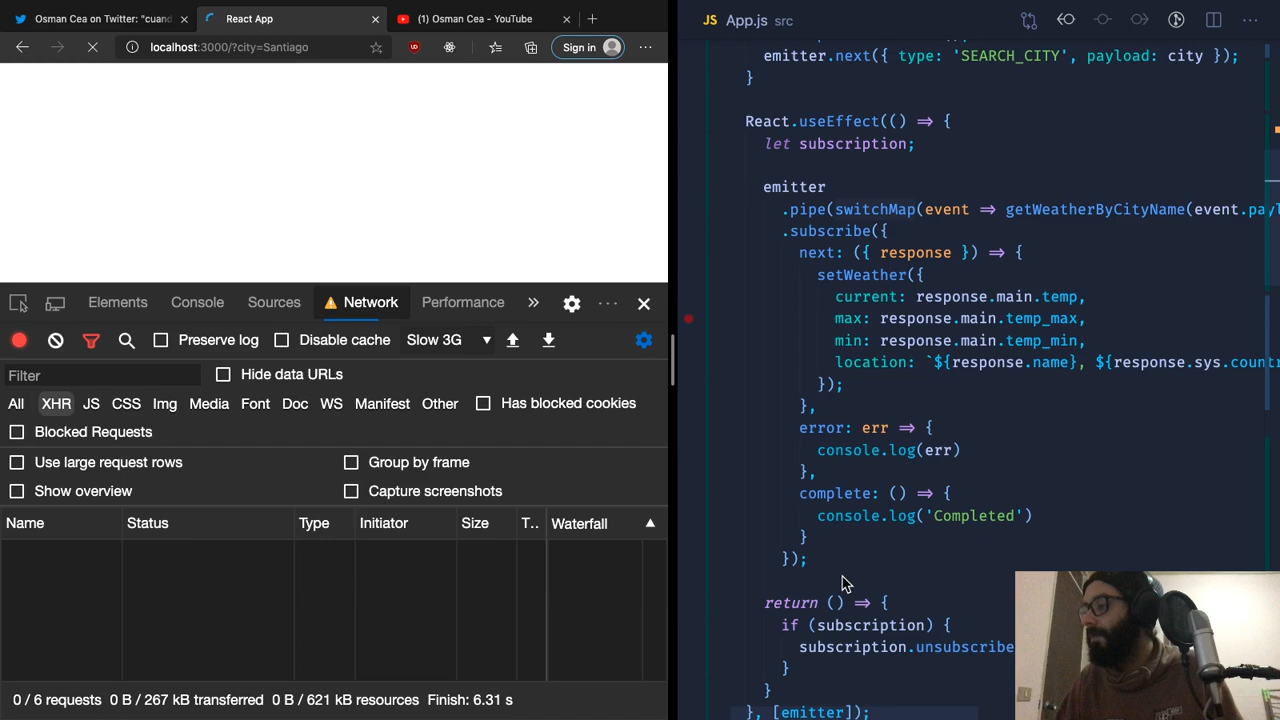 Osman Cea on Twitter: "cuand
React App
(1) Osman Cea - YouTube
localhost:3000/?city=Santiago
Sign in
Elements
Console
Sources
Network
Performance
Preserve log
Disable cache
Slow 3G
Filter
Hide data URLs
All
XHR
JS
CSS
Img
Media
Font
Doc
WS
Manifest
Other
Has blocked cookies
Blocked Requests
Use large request rows
Group by frame
Show overview
Capture screenshots
Name
Status
Type
Initiator
Size
T..
Waterfall
0 / 6 requests 0 B / 267 kB transferred 0 B / 621 kB resources Finish: 6.31 s
JS App.js src
emitter.next({ type: 'SEARCH_CITY', payload: city });
}
React.useEffect(() => {
let subscription;
emitter
.pipe(switchMap(event => getWeatherByCityName(event.payl
.subscribe({
next: ({ response }) => {
setWeather({
current: response.main.temp,
max: response.main.temp_max,
min: response.main.temp_min,
location: `${response.name}, ${response.sys.countr
});
},
error: err => {
console.log(err)
},
complete: () => {
console.log('Completed')
}
});
return () => {
if (subscription) {
subscription.unsubscribe
}
}
}, [emitter]);